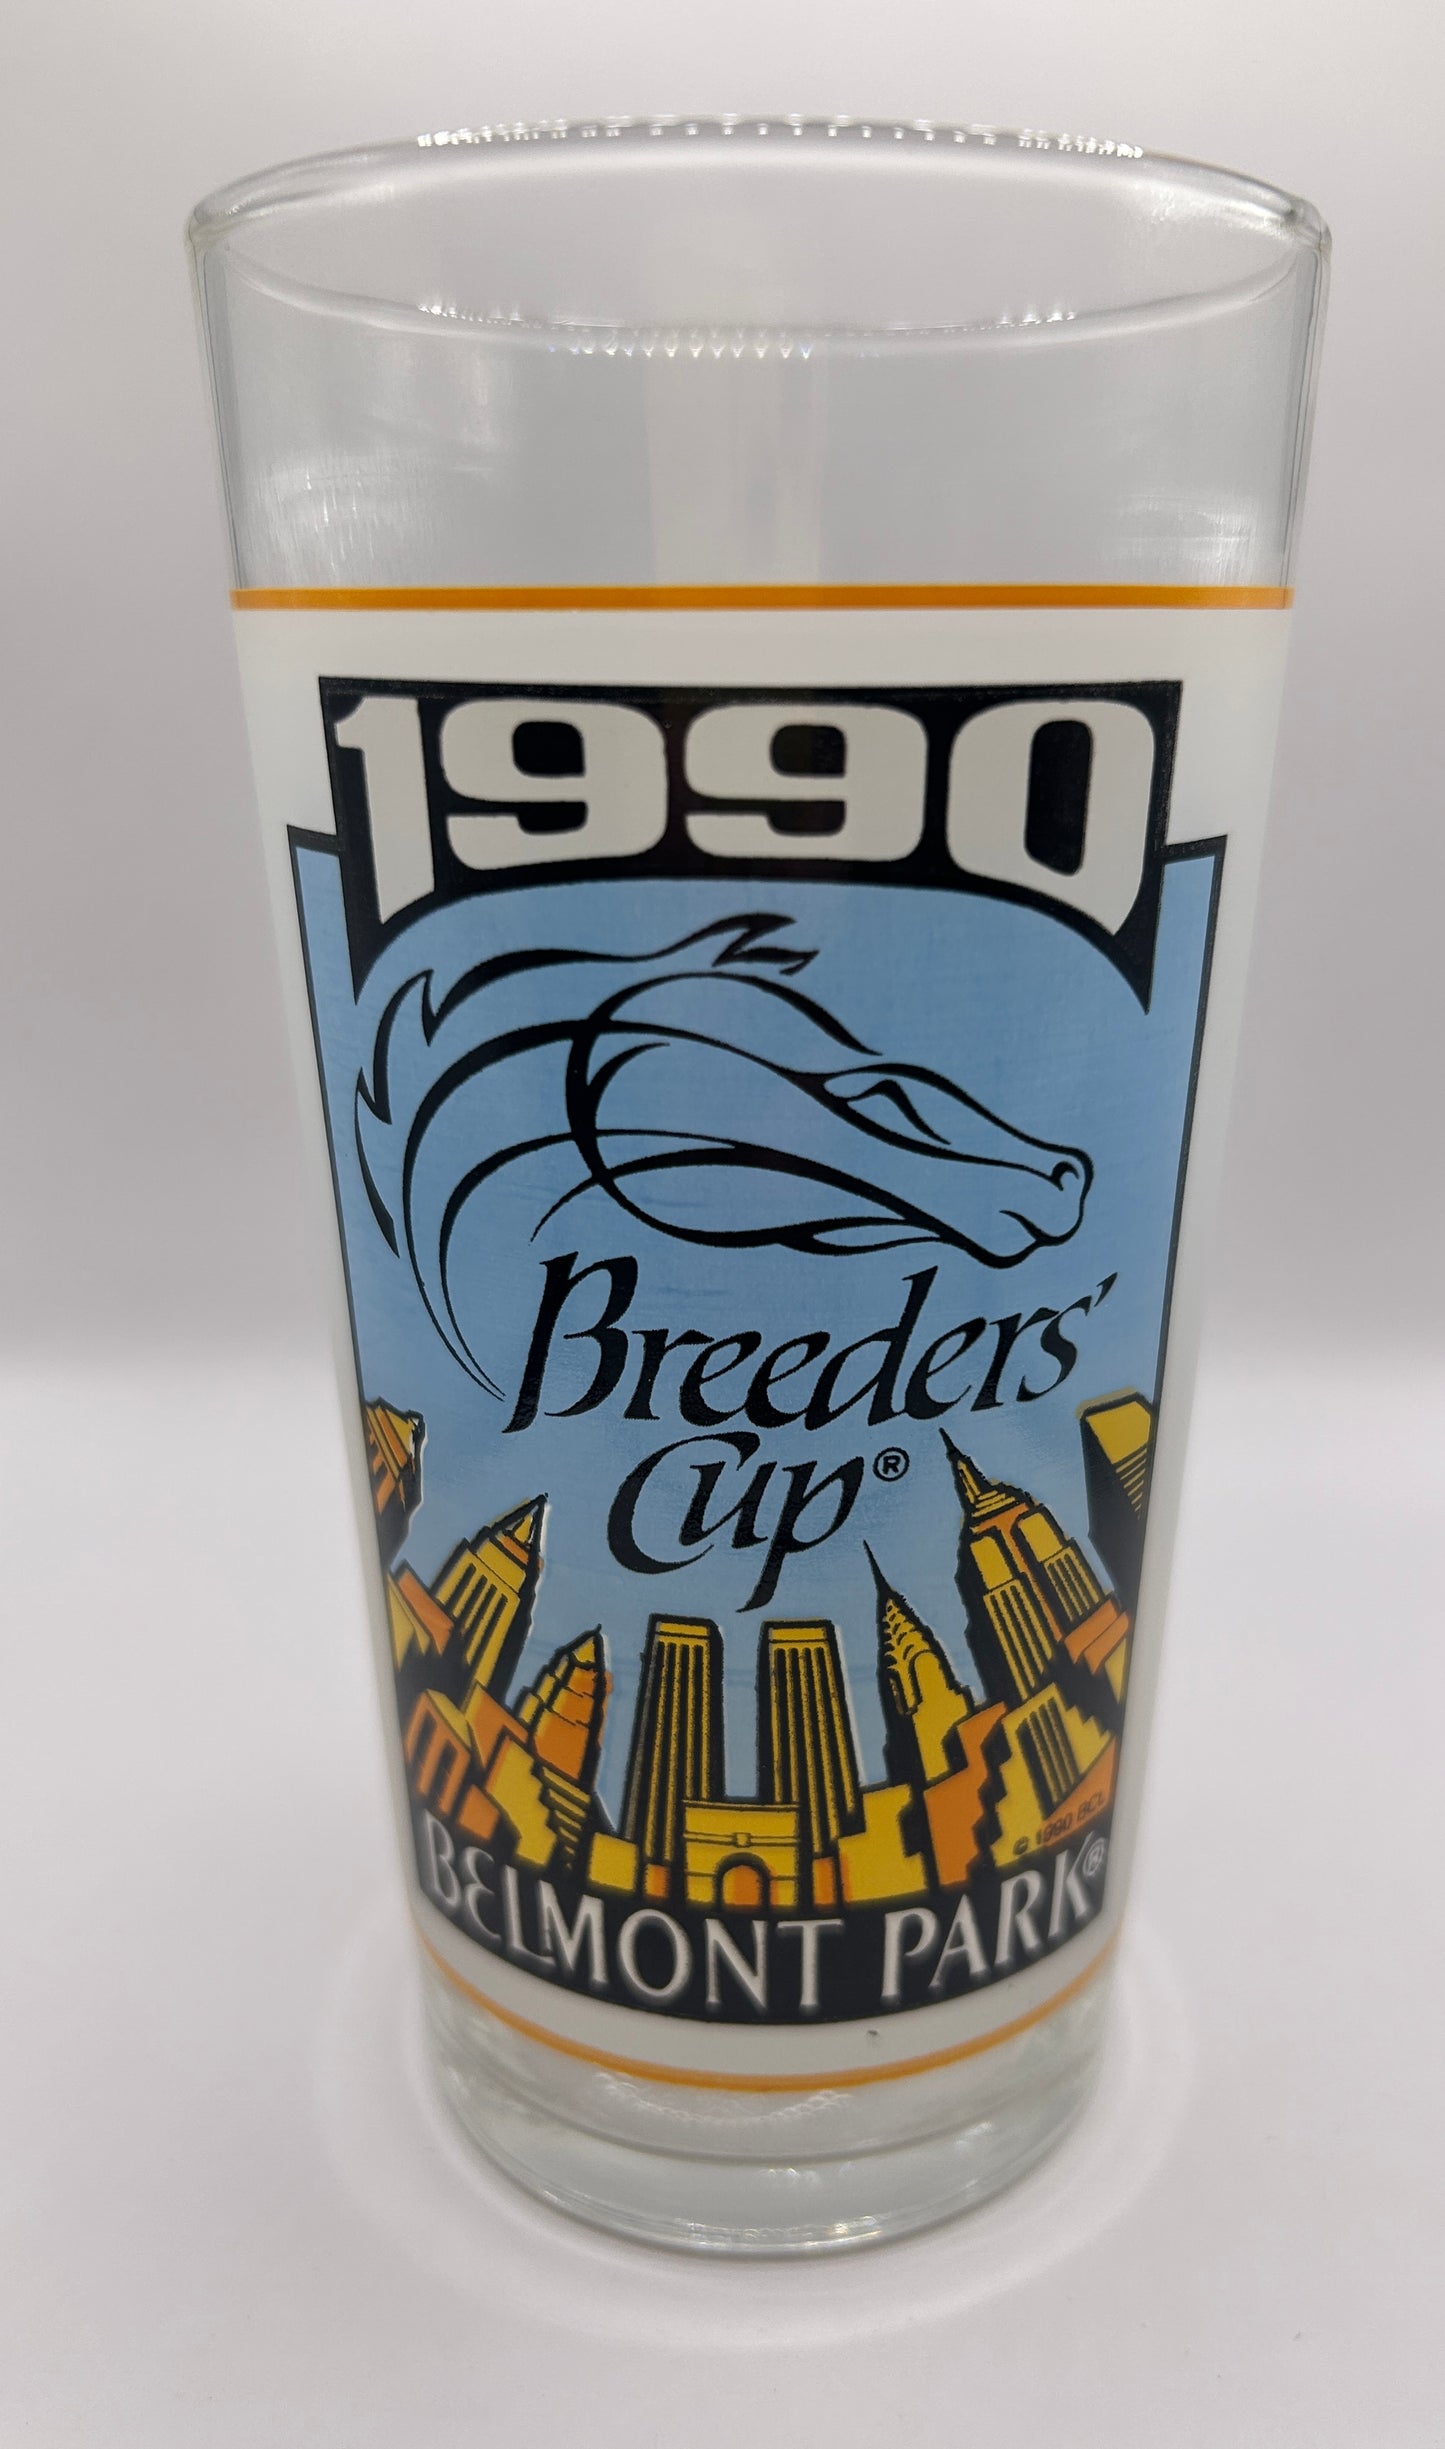 1990
Breeders'
Cup®
© 1990 BCL
BELMONT PARK®